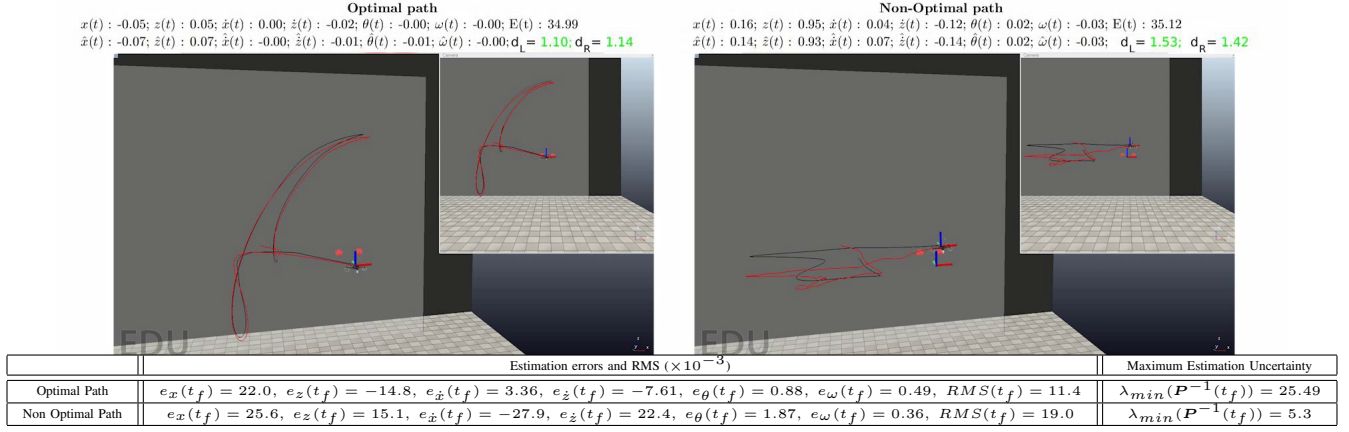 Optimal path
x(t) : -0.05; z(t) : 0.05; ẋ(t) : 0.00; ż(t) : -0.02; θ(t) : -0.00; ω(t) : -0.00; E(t) : 34.99
x̂(t) : -0.07; ẑ(t) : 0.07; ẋ̂(t) : -0.00; ż̂(t) : -0.01; θ̂(t) : -0.01; ω̂(t) : -0.00; d_L= 1.10; d_R= 1.14
EDU
Non-Optimal path
x(t) : 0.16; z(t) : 0.95; ẋ(t) : 0.04; ż(t) : -0.12; θ(t) : 0.02; ω(t) : -0.03; E(t) : 35.12
x̂(t) : 0.14; ẑ(t) : 0.93; ẋ̂(t) : 0.07; ż̂(t) : -0.14; θ̂(t) : 0.02; ω̂(t) : -0.03; d_L= 1.53; d_R= 1.42
EDU
Estimation errors and RMS (×10⁻³) Maximum Estimation Uncertainty
Optimal Path e_x(t_f) = 22.0, e_z(t_f) = −14.8, e_ẋ(t_f) = 3.36, e_ż(t_f) = −7.61, e_θ(t_f) = 0.88, e_ω(t_f) = 0.49, RMS(t_f) = 11.4 λ_min(P⁻¹(t_f)) = 25.49
Non Optimal Path e_x(t_f) = 25.6, e_z(t_f) = 15.1, e_ẋ(t_f) = −27.9, e_ż(t_f) = 22.4, e_θ(t_f) = 1.87, e_ω(t_f) = 0.36, RMS(t_f) = 19.0 λ_min(P⁻¹(t_f)) = 5.3